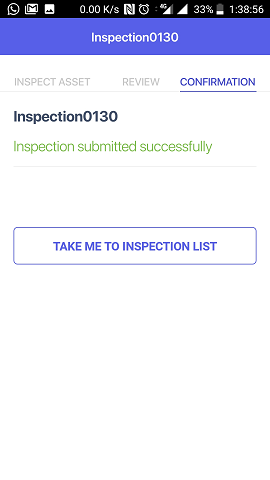 0.00 K/s 4G 33% 1:38:56
Inspection0130
INSPECT ASSET REVIEW CONFIRMATION
Inspection0130
Inspection submitted successfully
TAKE ME TO INSPECTION LIST